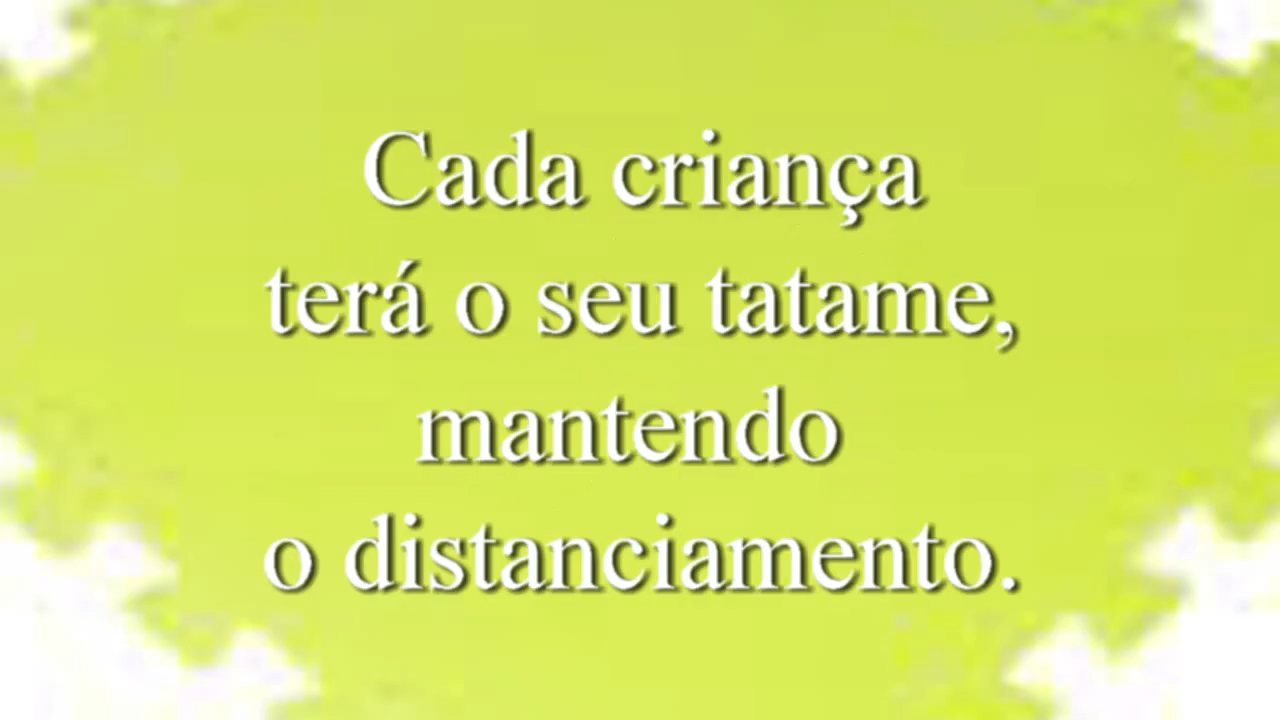 Cada criança
terá o seu tatame,
mantendo
o distanciamento.